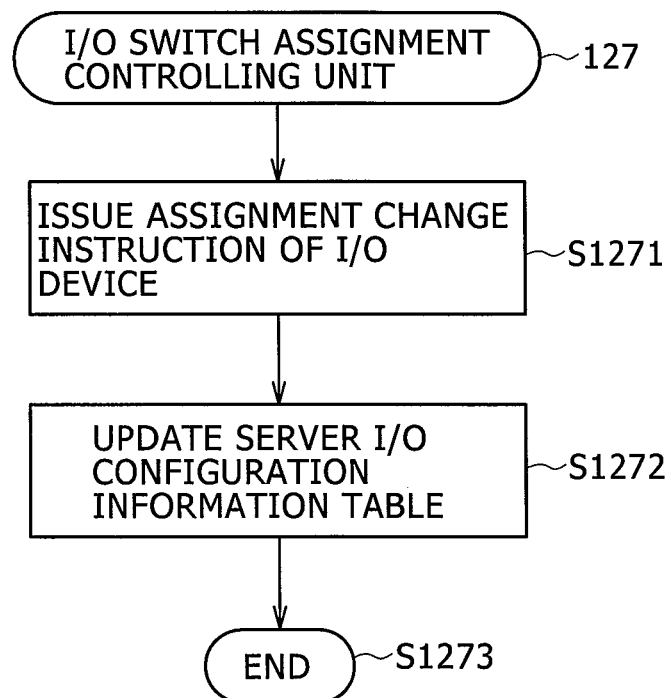 I/O SWITCH ASSIGNMENT
CONTROLLING UNIT
127
ISSUE ASSIGNMENT CHANGE
INSTRUCTION OF I/O
DEVICE
S1271
UPDATE SERVER I/O
CONFIGURATION
INFORMATION TABLE
S1272
END
S1273